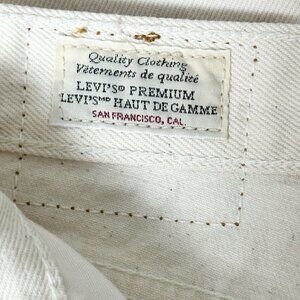 Quality Clothing
Vêtements de qualité
LEVI'S® PREMIUM
LEVI'S®ᴹᴰ HAUT DE GAMME
SAN FRANCISCO, CAL.